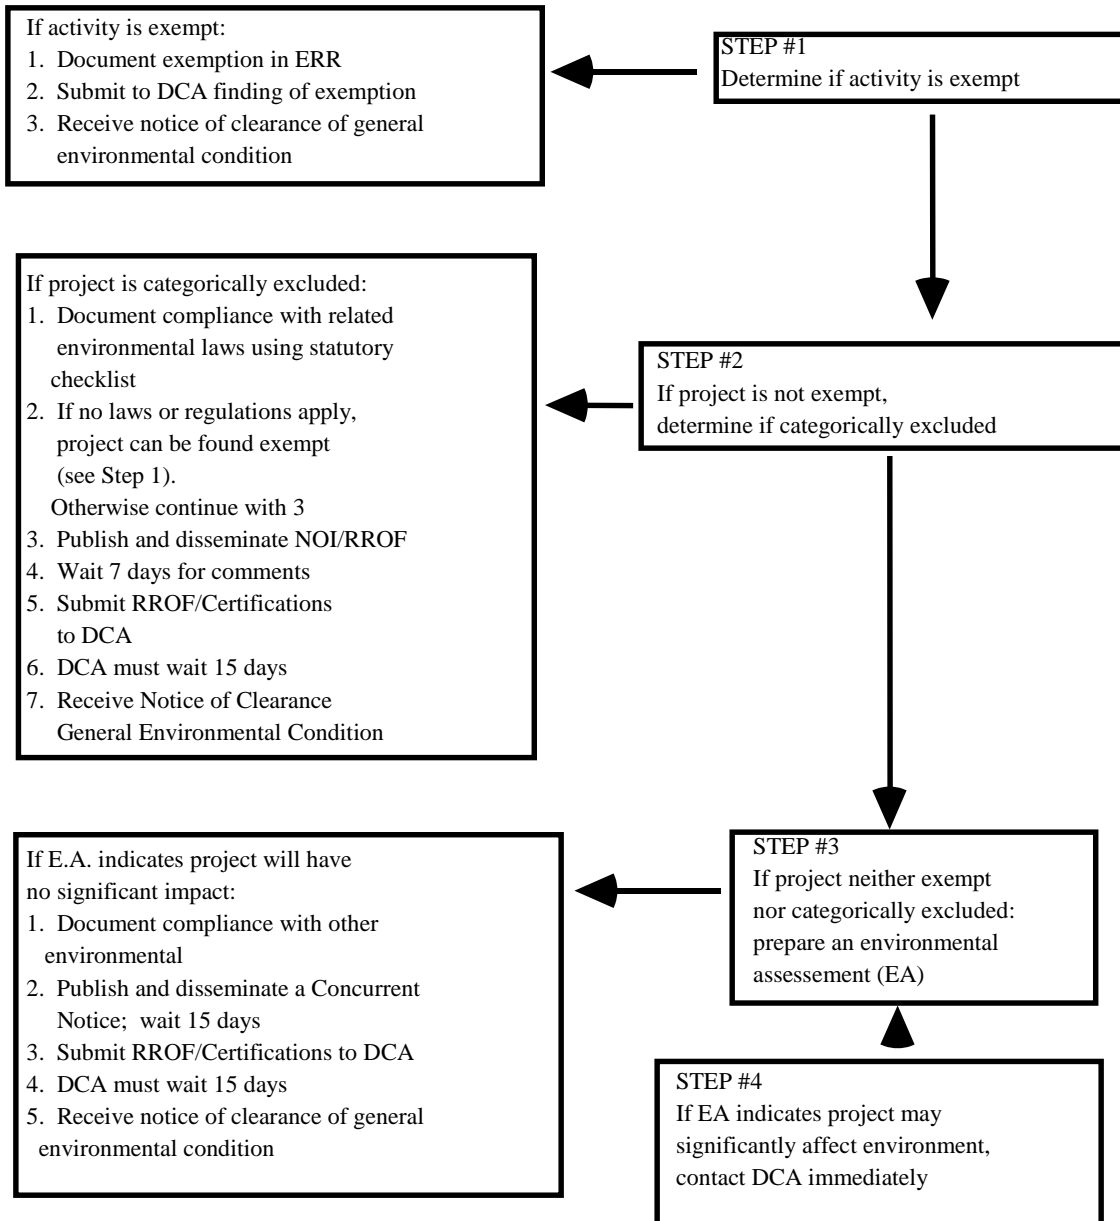 If activity is exempt:
1. Document exemption in ERR
2. Submit to DCA finding of exemption
3. Receive notice of clearance of general
environmental condition
STEP #1
Determine if activity is exempt
If project is categorically excluded:
1. Document compliance with related
environmental laws using statutory
checklist
2. If no laws or regulations apply,
project can be found exempt
(see Step 1).
Otherwise continue with 3
3. Publish and disseminate NOI/RROF
4. Wait 7 days for comments
5. Submit RROF/Certifications
to DCA
6. DCA must wait 15 days
7. Receive Notice of Clearance
General Environmental Condition
STEP #2
If project is not exempt,
determine if categorically excluded
If E.A. indicates project will have
no significant impact:
1. Document compliance with other
environmental
2. Publish and disseminate a Concurrent
Notice; wait 15 days
3. Submit RROF/Certifications to DCA
4. DCA must wait 15 days
5. Receive notice of clearance of general
environmental condition
STEP #3
If project neither exempt
nor categorically excluded:
prepare an environmental
assessement (EA)
STEP #4
If EA indicates project may
significantly affect environment,
contact DCA immediately